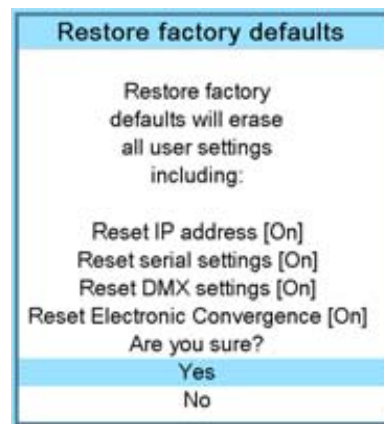 Restore factory defaults
Restore factory
defaults will erase
all user settings
including:
Reset IP address [On]
Reset serial settings [On]
Reset DMX settings [On]
Reset Electronic Convergence [On]
Are you sure?
Yes
No